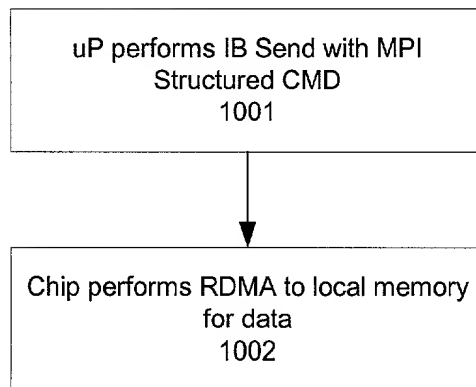 uP performs IB Send with MPI
Structured CMD
1001
Chip performs RDMA to local memory
for data
1002